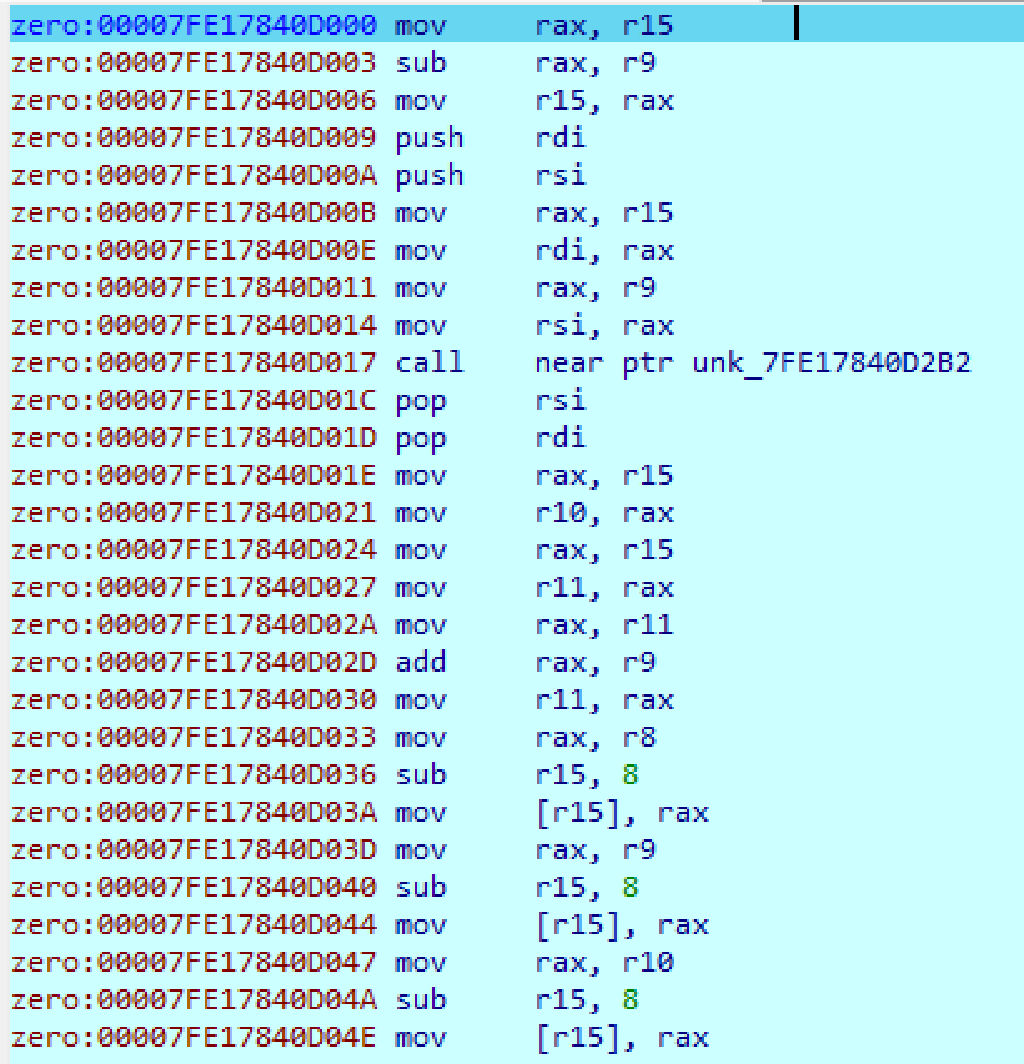 zero:00007FE17840D000 mov rax, r15
zero:00007FE17840D003 sub rax, r9
zero:00007FE17840D006 mov r15, rax
zero:00007FE17840D009 push rdi
zero:00007FE17840D00A push rsi
zero:00007FE17840D00B mov rax, r15
zero:00007FE17840D00E mov rdi, rax
zero:00007FE17840D011 mov rax, r9
zero:00007FE17840D014 mov rsi, rax
zero:00007FE17840D017 call near ptr unk_7FE17840D2B2
zero:00007FE17840D01C pop rsi
zero:00007FE17840D01D pop rdi
zero:00007FE17840D01E mov rax, r15
zero:00007FE17840D021 mov r10, rax
zero:00007FE17840D024 mov rax, r15
zero:00007FE17840D027 mov r11, rax
zero:00007FE17840D02A mov rax, r11
zero:00007FE17840D02D add rax, r9
zero:00007FE17840D030 mov r11, rax
zero:00007FE17840D033 mov rax, r8
zero:00007FE17840D036 sub r15, 8
zero:00007FE17840D03A mov [r15], rax
zero:00007FE17840D03D mov rax, r9
zero:00007FE17840D040 sub r15, 8
zero:00007FE17840D044 mov [r15], rax
zero:00007FE17840D047 mov rax, r10
zero:00007FE17840D04A sub r15, 8
zero:00007FE17840D04E mov [r15], rax